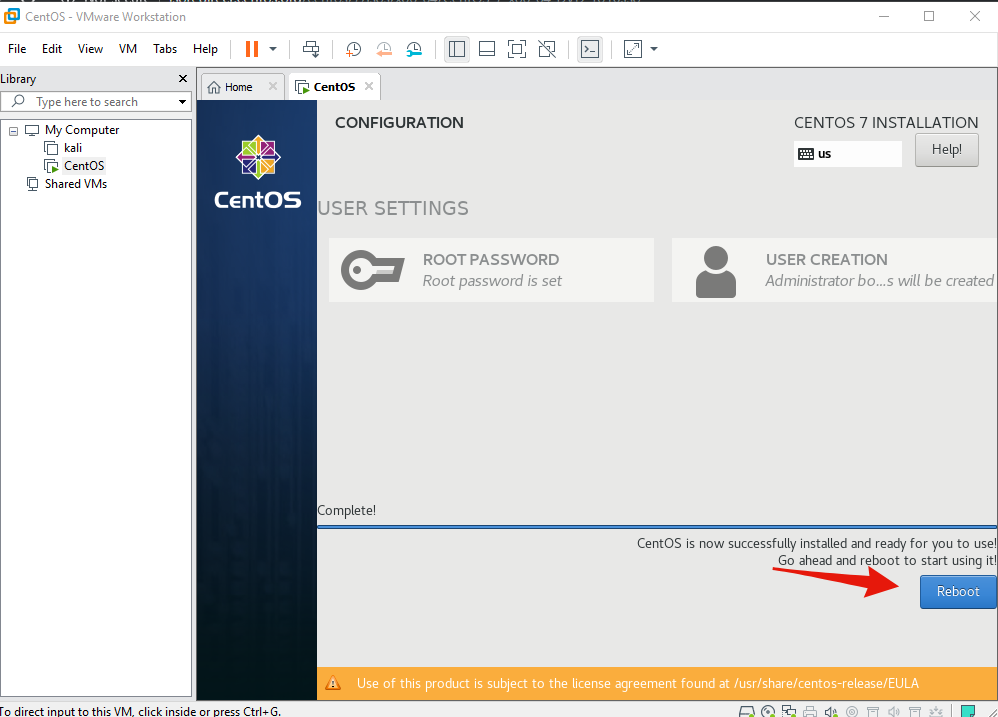 CentOS - VMware Workstation
File Edit View VM Tabs Help
Library
Type here to search
My Computer
kali
CentOS
Shared VMs
Home
CentOS
CentOS
CONFIGURATION
CENTOS 7 INSTALLATION
us
Help!
USER SETTINGS
ROOT PASSWORD
Root password is set
USER CREATION
Administrator bo...s will be created
Complete!
CentOS is now successfully installed and ready for you to use!
Go ahead and reboot to start using it!
Reboot
Use of this product is subject to the license agreement found at /usr/share/centos-release/EULA
To direct input to this VM, click inside or press Ctrl+G.